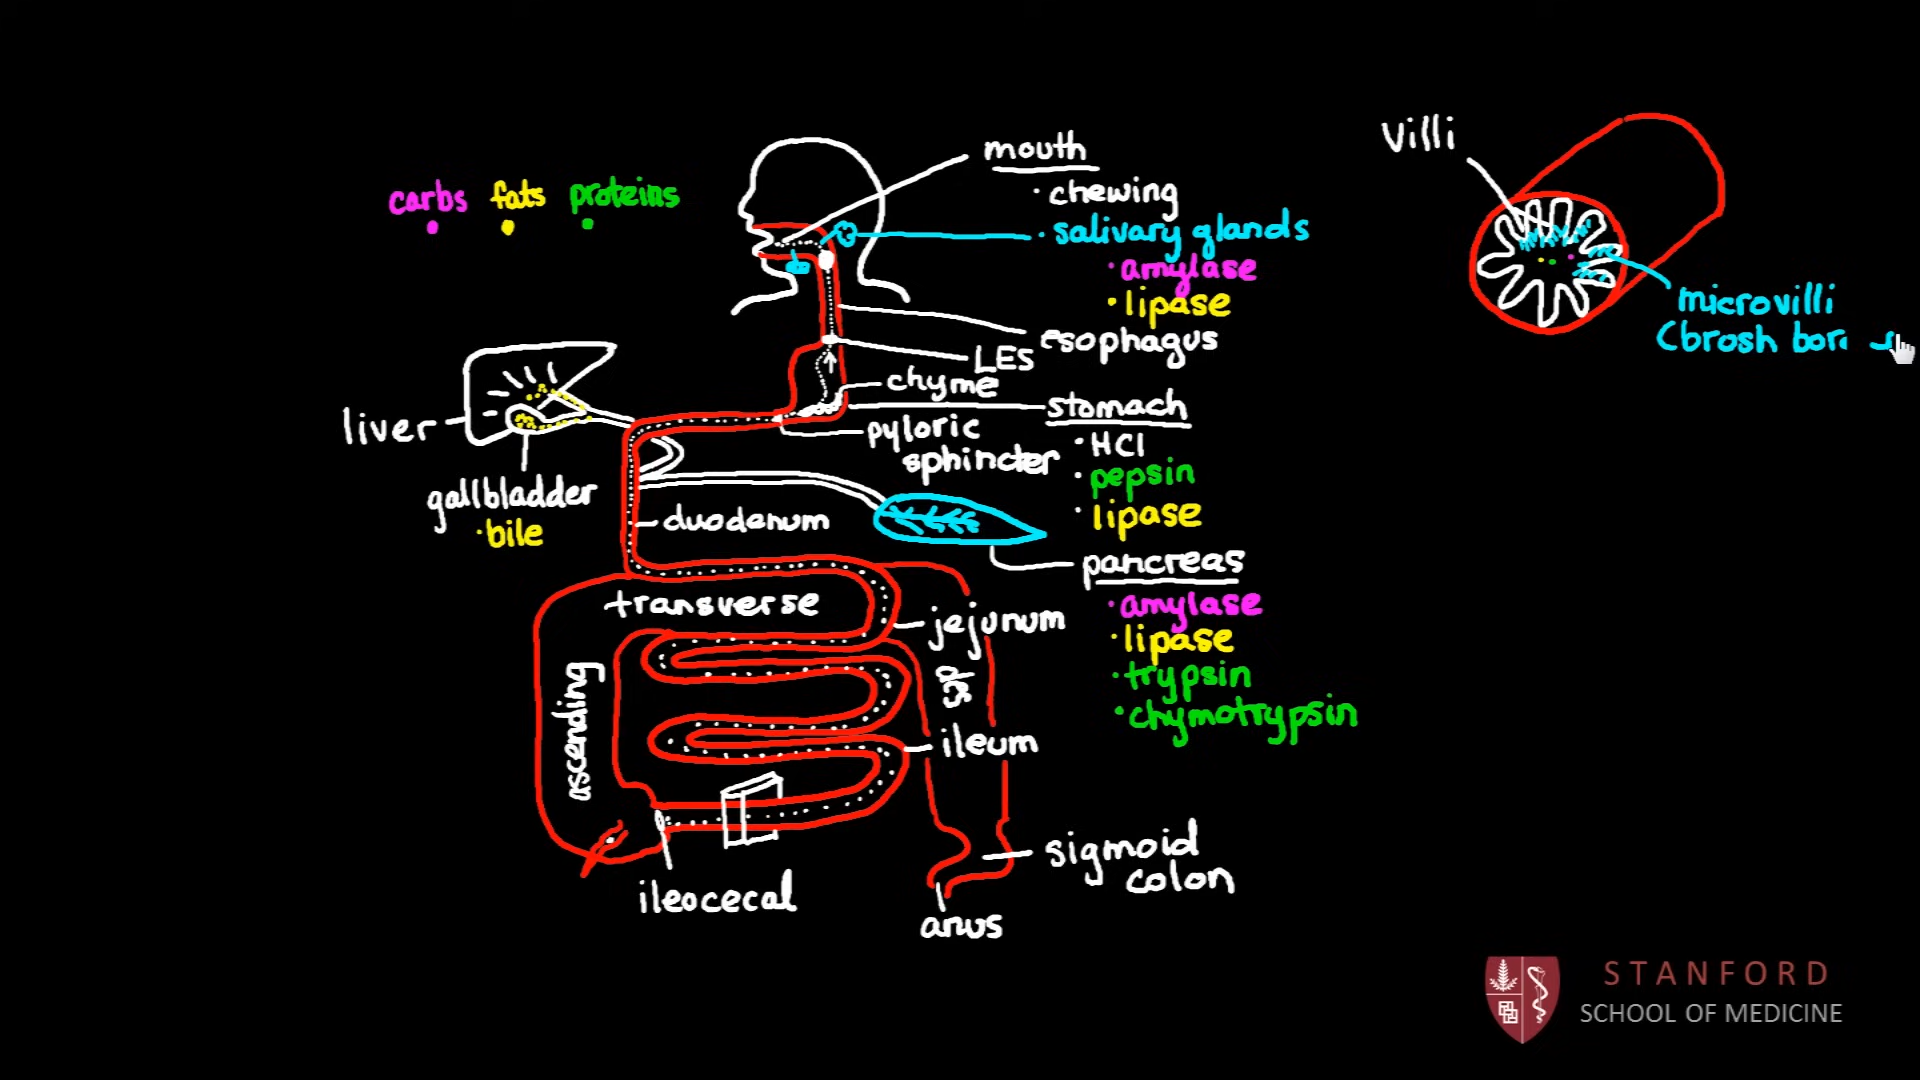 carbs fats proteins
mouth
· chewing
· salivary glands
· amylase
· lipase
esophagus
LES
chyme
stomach
· HCl
· pepsin
· lipase
pyloric
sphincter
liver
gallbladder
· bile
duodenum
pancreas
· amylase
· lipase
· trypsin
· chymotrypsin
transverse
jejunum
ascending
ileum
ileocecal
sigmoid
colon
anus
villi
microvilli
(brush
STANFORD
SCHOOL OF MEDICINE